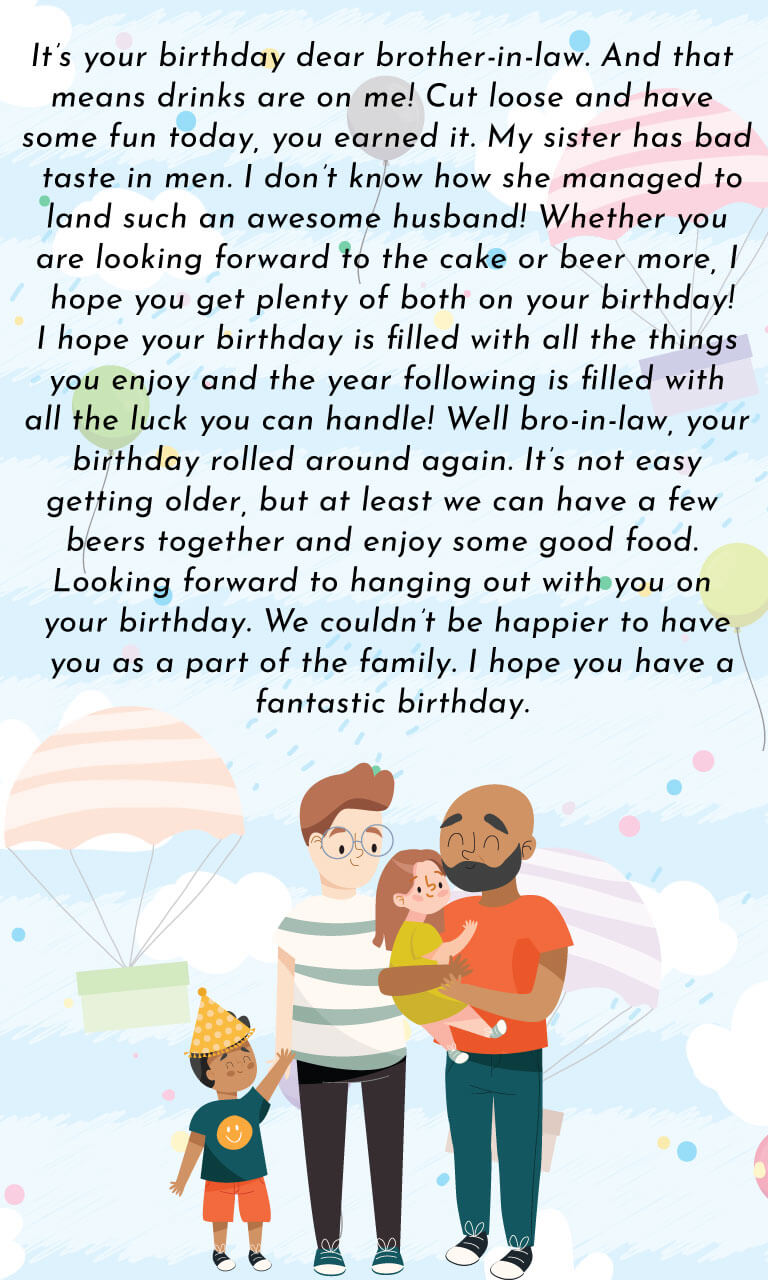 It's your birthday dear brother-in-law. And that
means drinks are on me! Cut loose and have
some fun today, you earned it. My sister has bad
taste in men. I don't know how she managed to
land such an awesome husband! Whether you
are looking forward to the cake or beer more, I
hope you get plenty of both on your birthday!
I hope your birthday is filled with all the things
you enjoy and the year following is filled with
all the luck you can handle! Well bro-in-law, your
birthday rolled around again. It's not easy
getting older, but at least we can have a few
beers together and enjoy some good food.
Looking forward to hanging out with you on
your birthday. We couldn't be happier to have
you as a part of the family. I hope you have a
fantastic birthday.